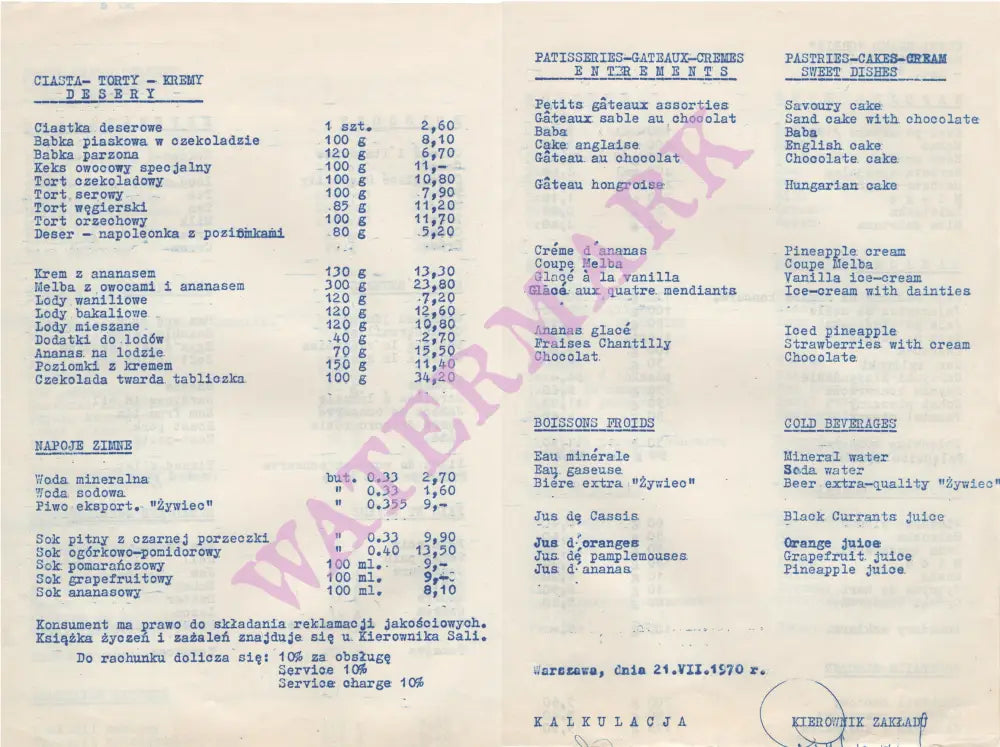 CIASTA- TORTY - KREMY
D E S E R Y
Ciastka deserowe 1 szt. 2,60
Babka piaskowa w czekoladzie 100 g 8,10
Babka parzona 120 g 6,70
Keks owocowy specjalny 100 g 11,-
Tort czekoladowy 100 g 10,80
Tort serowy 100 g 7,90
Tort węgierski 85 g 11,20
Tort orzechowy 100 g 11,70
Deser - napoleonka z poziomkami 80 g 5,20
Krem z ananasem 130 g 13,30
Melba z owocami i ananasem 300 g 23,80
Lody waniliowe 120 g 7,20
Lody bakaliowe 120 g 12,60
Lody mieszane 120 g 10,80
Dodatki do lodów 40 g 2,70
Ananas na lodzie 70 g 15,50
Poziomki z kremem 150 g 11,40
Czekolada twarda tabliczka 100 g 34,20
NAPOJE ZIMNE
Woda mineralna but. 0.33 2,70
Woda sodowa " 0.33 1,60
Piwo eksport. "Żywiec" " 0.355 9,-
Sok pitny z czarnej porzeczki " 0.33 9,90
Sok ogórkowo-pomidorowy " 0.40 13,50
Sok pomarańczowy 100 ml. 9,-
Sok grapefruitowy 100 ml. 9,-
Sok ananasowy 100 ml. 8,10
Konsument ma prawo do składania reklamacji jakościowych.
Książka życzeń i zażaleń znajduje się u Kierownika Sali.
Do rachunku dolicza się: 10% za obsługę
Service 10%
Service charge 10%
PATISSERIES-GATEAUX-CREMES
E N T R E M E N T S
Petits gâteaux assorties
Gâteaux sable au chocolat
Baba
Cake anglaise
Gâteau au chocolat
Gâteau hongroise
Créme d'ananas
Coupe Melba
Glacé à la vanilla
Glacé aux quatre mendiants
Ananas glacé
Fraises Chantilly
Chocolat
BOISSONS FROIDS
Eau minérale
Eau gaseuse
Biére extra "Żywiec"
Jus de Cassis
Jus d'oranges
Jus de pamplemouses
Jus d'ananas
PASTRIES-CAKES-CREAM
SWEET DISHES
Savoury cake
Sand cake with chocolate
Baba
English cake
Chocolate cake
Hungarian cake
Pineapple cream
Coupe Melba
Vanilla ice-cream
Ice-cream with dainties
Iced pineapple
Strawberries with cream
Chocolate
COLD BEVERAGES
Mineral water
Soda water
Beer extra-quality "Żywiec"
Black Currants juice
Orange juice
Grapefruit juice
Pineapple juice
Warszawa, dnia 21.VII.1970 r.
K A L K U L A C J A
KIEROWNIK ZAKŁADU
WATERMARK